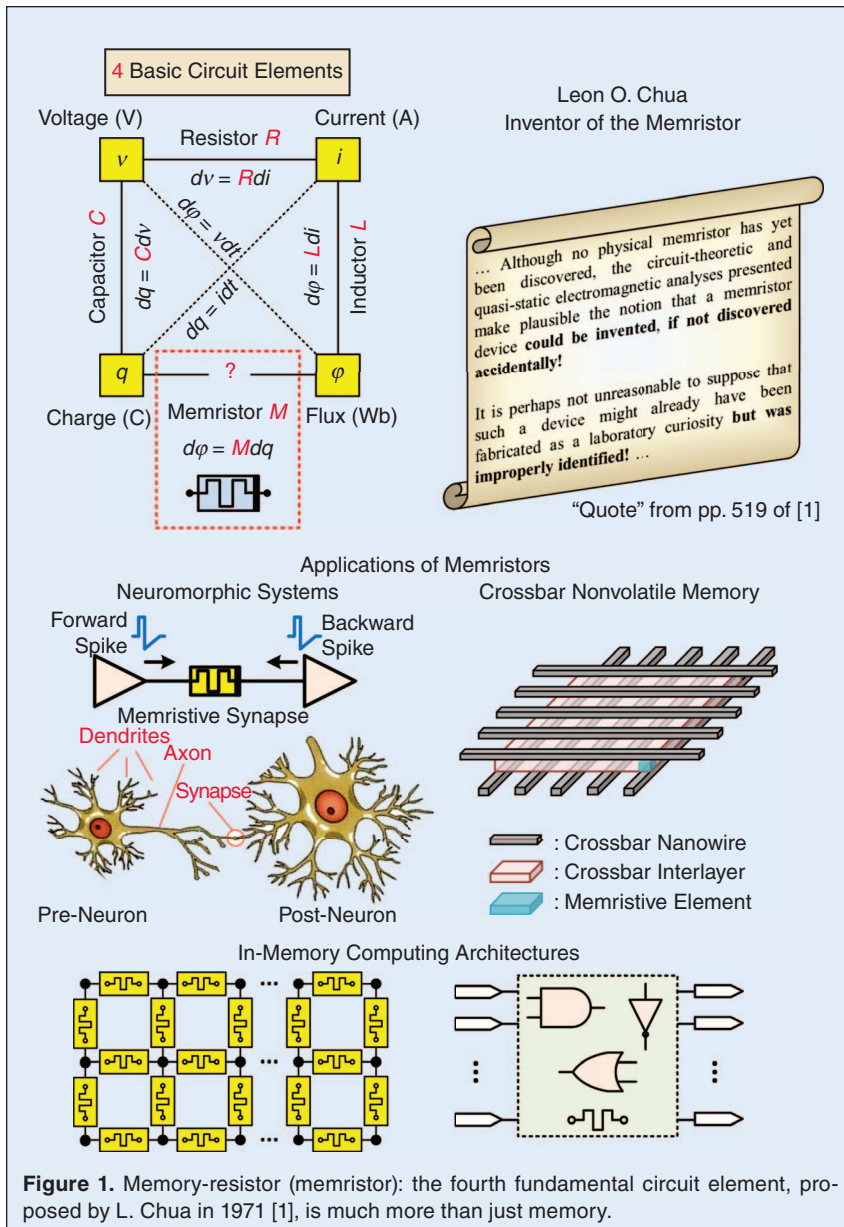 4 Basic Circuit Elements
Voltage (V)
Current (A)
Resistor R
v
i
dv = Rdi
Capacitor C
dq = Cdv
dφ = vdt
dq = idt
dφ = Ldi
Inductor L
q
?
φ
Charge (C)
Memristor M
Flux (Wb)
dφ = Mdq
Leon O. Chua
Inventor of the Memristor
... Although no physical memristor has yet
been discovered, the circuit-theoretic and
quasi-static electromagnetic analyses presented
make plausible the notion that a memristor
device could be invented, if not discovered
accidentally!
It is perhaps not unreasonable to suppose that
such a device might already have been
fabricated as a laboratory curiosity but was
improperly identified! ...
“Quote” from pp. 519 of [1]
Applications of Memristors
Neuromorphic Systems
Forward
Spike
Backward
Spike
Memristive Synapse
Dendrites
Axon
Synapse
Pre-Neuron
Post-Neuron
Crossbar Nonvolatile Memory
: Crossbar Nanowire
: Crossbar Interlayer
: Memristive Element
In-Memory Computing Architectures
Figure 1. Memory-resistor (memristor): the fourth fundamental circuit element, pro-
posed by L. Chua in 1971 [1], is much more than just memory.